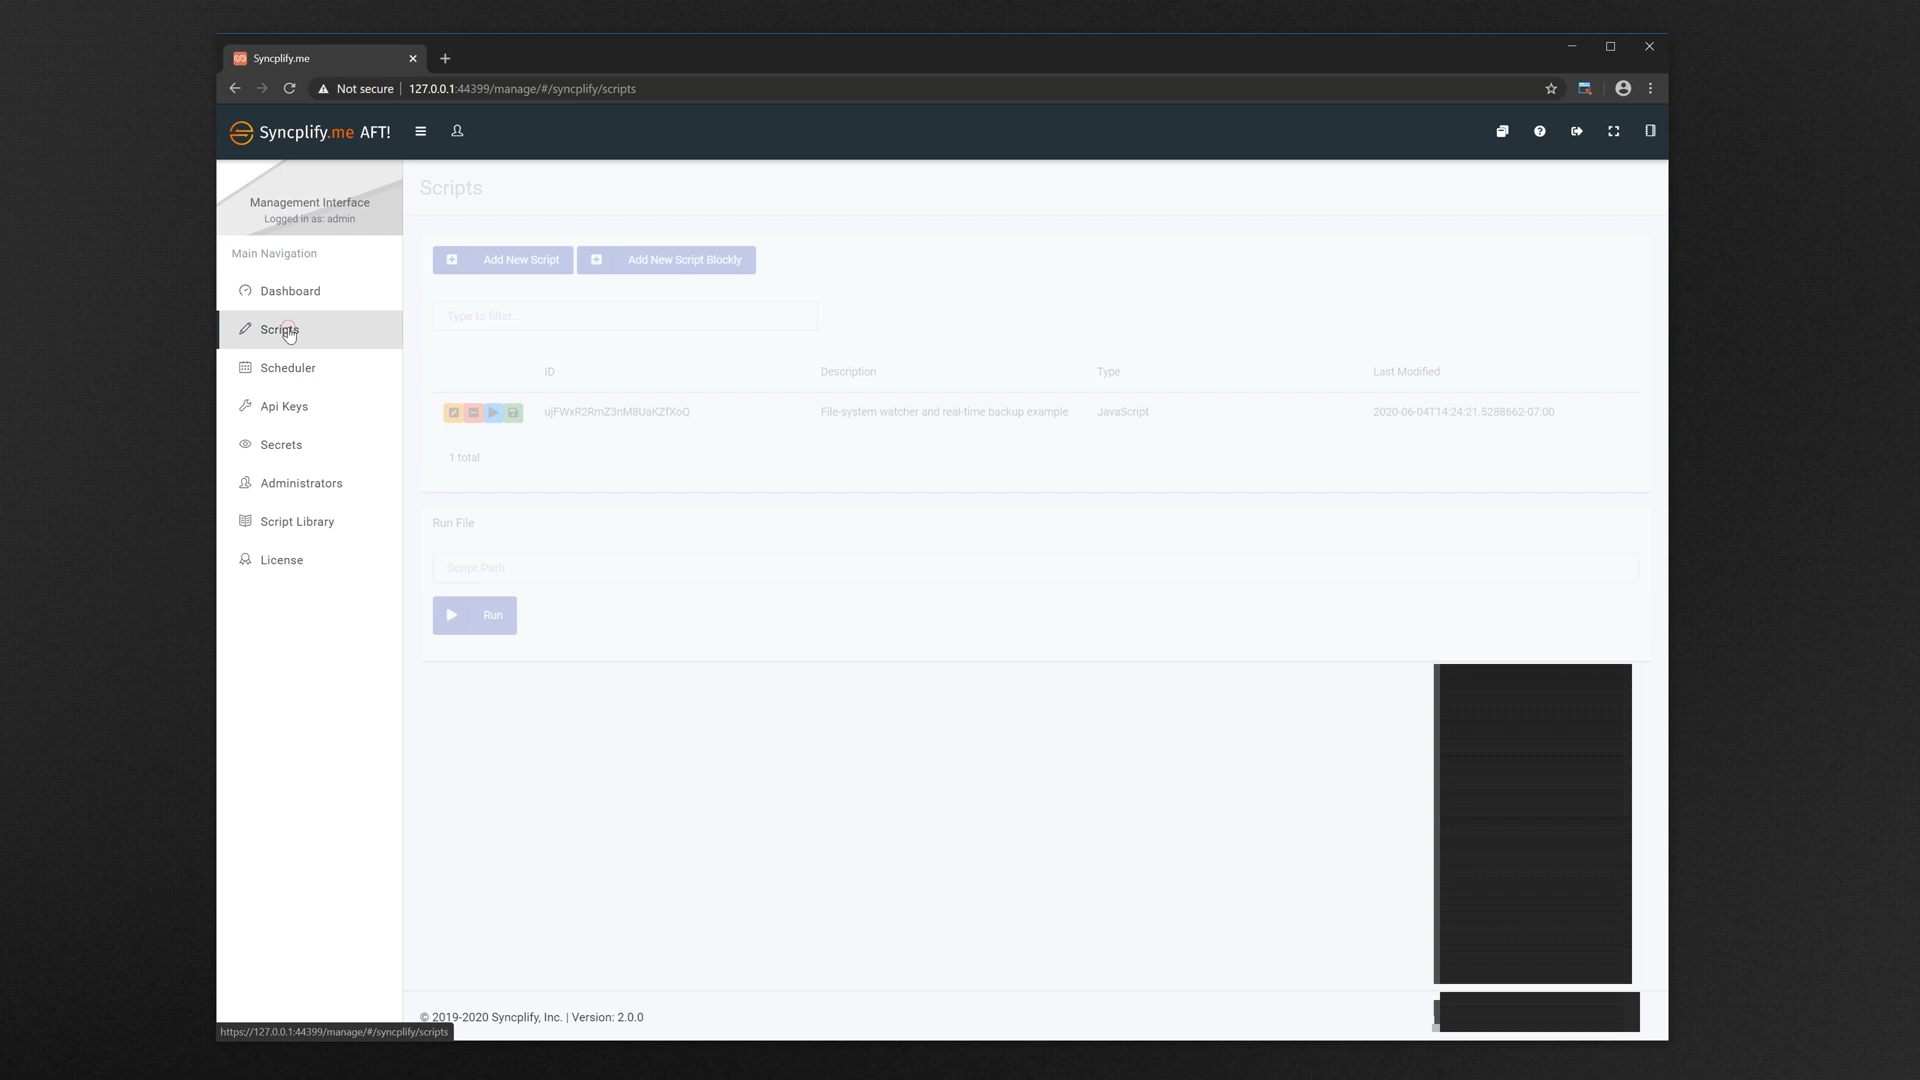 Syncplify.me
Not secure
127.0.0.1:44399/manage/#/syncplify/scripts
Syncplify.me AFT!
Management Interface
Logged in as: admin
Main Navigation
Dashboard
Scripts
Scheduler
Api Keys
Secrets
Administrators
Script Library
License
Scripts
Add New Script
Add New Script Blockly
Type to filter...
ID Description Type Last Modified
ujFWxR2RmZ3nM8UaKZfXoQ File-system watcher and real-time backup example JavaScript 2020-06-04T14:24:21.5288662-07:00
1 total
Run File
Script Path
Run
© 2019-2020 Syncplify, Inc. | Version: 2.0.0
https://127.0.0.1:44399/manage/#/syncplify/scripts